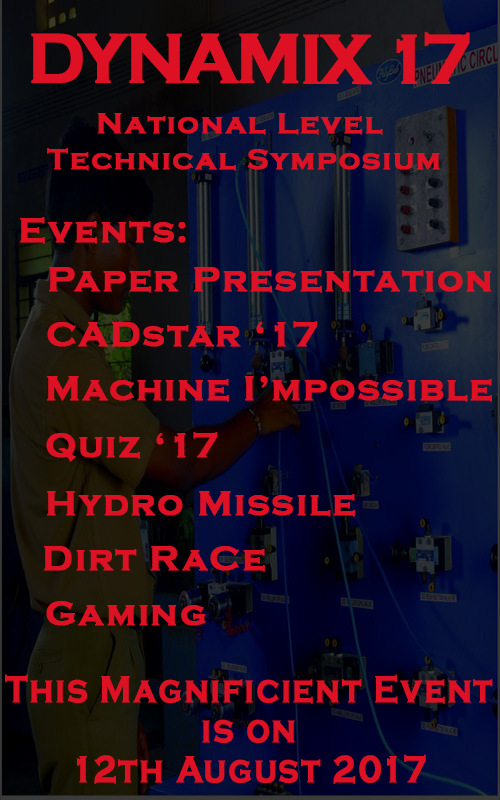 DYNAMIX 17
National Level
Technical Symposium
Events:
Paper Presentation
CADstar ‘17
Machine I’mpossible
Quiz ‘17
Hydro Missile
Dirt RaCe
Gaming
This Magnificient Event
is on
12th August 2017